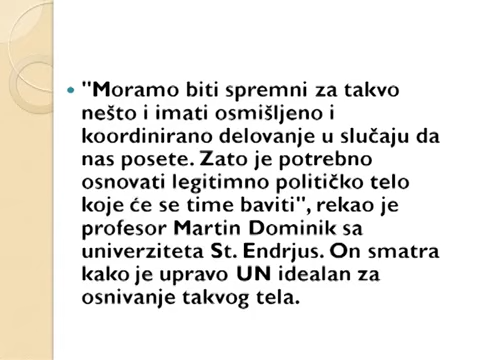 "Moramo biti spremni za takvo
nešto i imati osmišljeno i
koordinirano delovanje u slučaju da
nas posete. Zato je potrebno
osnovati legitimno političko telo
koje će se time baviti", rekao je
profesor Martin Dominik sa
univerziteta St. Endrjus. On smatra
kako je upravo UN idealan za
osnivanje takvog tela.